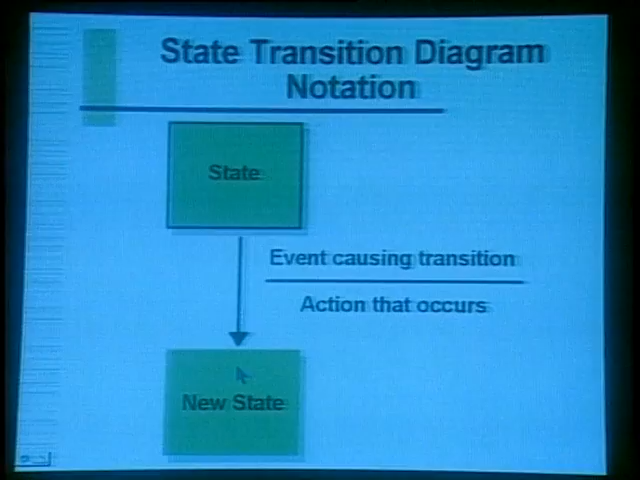 State Transition Diagram
Notation
State
Event causing transition
Action that occurs
New State